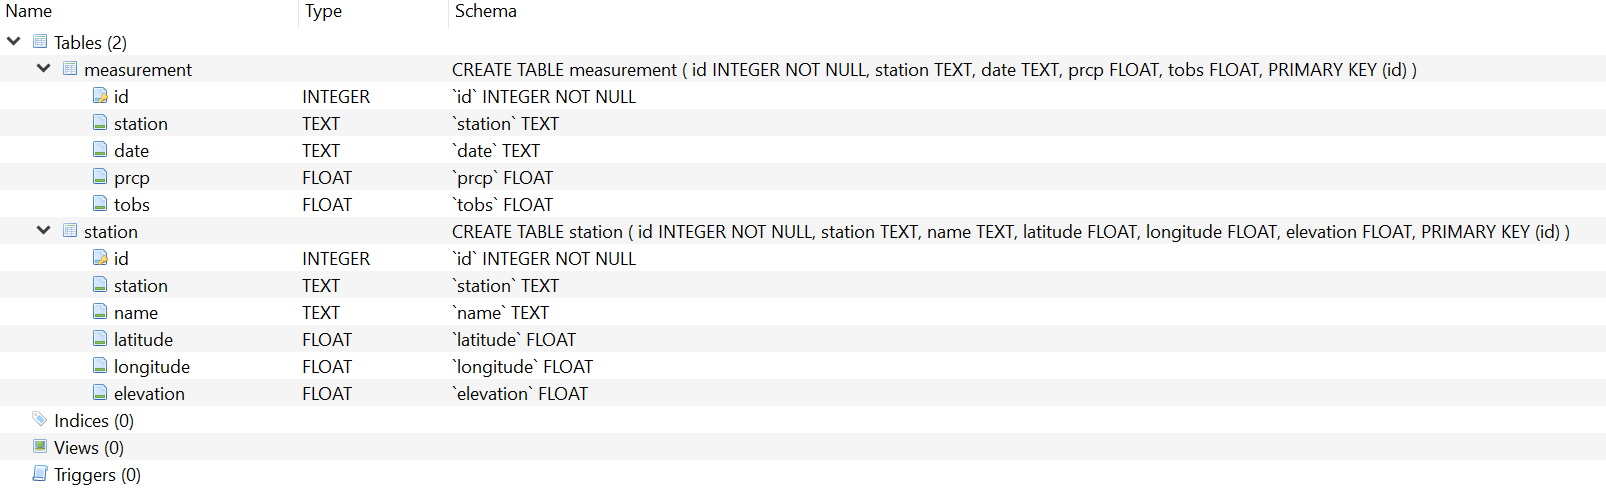 Name Type Schema
Tables (2)
measurement CREATE TABLE measurement ( id INTEGER NOT NULL, station TEXT, date TEXT, prcp FLOAT, tobs FLOAT, PRIMARY KEY (id) )
id INTEGER `id` INTEGER NOT NULL
station TEXT `station` TEXT
date TEXT `date` TEXT
prcp FLOAT `prcp` FLOAT
tobs FLOAT `tobs` FLOAT
station CREATE TABLE station ( id INTEGER NOT NULL, station TEXT, name TEXT, latitude FLOAT, longitude FLOAT, elevation FLOAT, PRIMARY KEY (id) )
id INTEGER `id` INTEGER NOT NULL
station TEXT `station` TEXT
name TEXT `name` TEXT
latitude FLOAT `latitude` FLOAT
longitude FLOAT `longitude` FLOAT
elevation FLOAT `elevation` FLOAT
Indices (0)
Views (0)
Triggers (0)